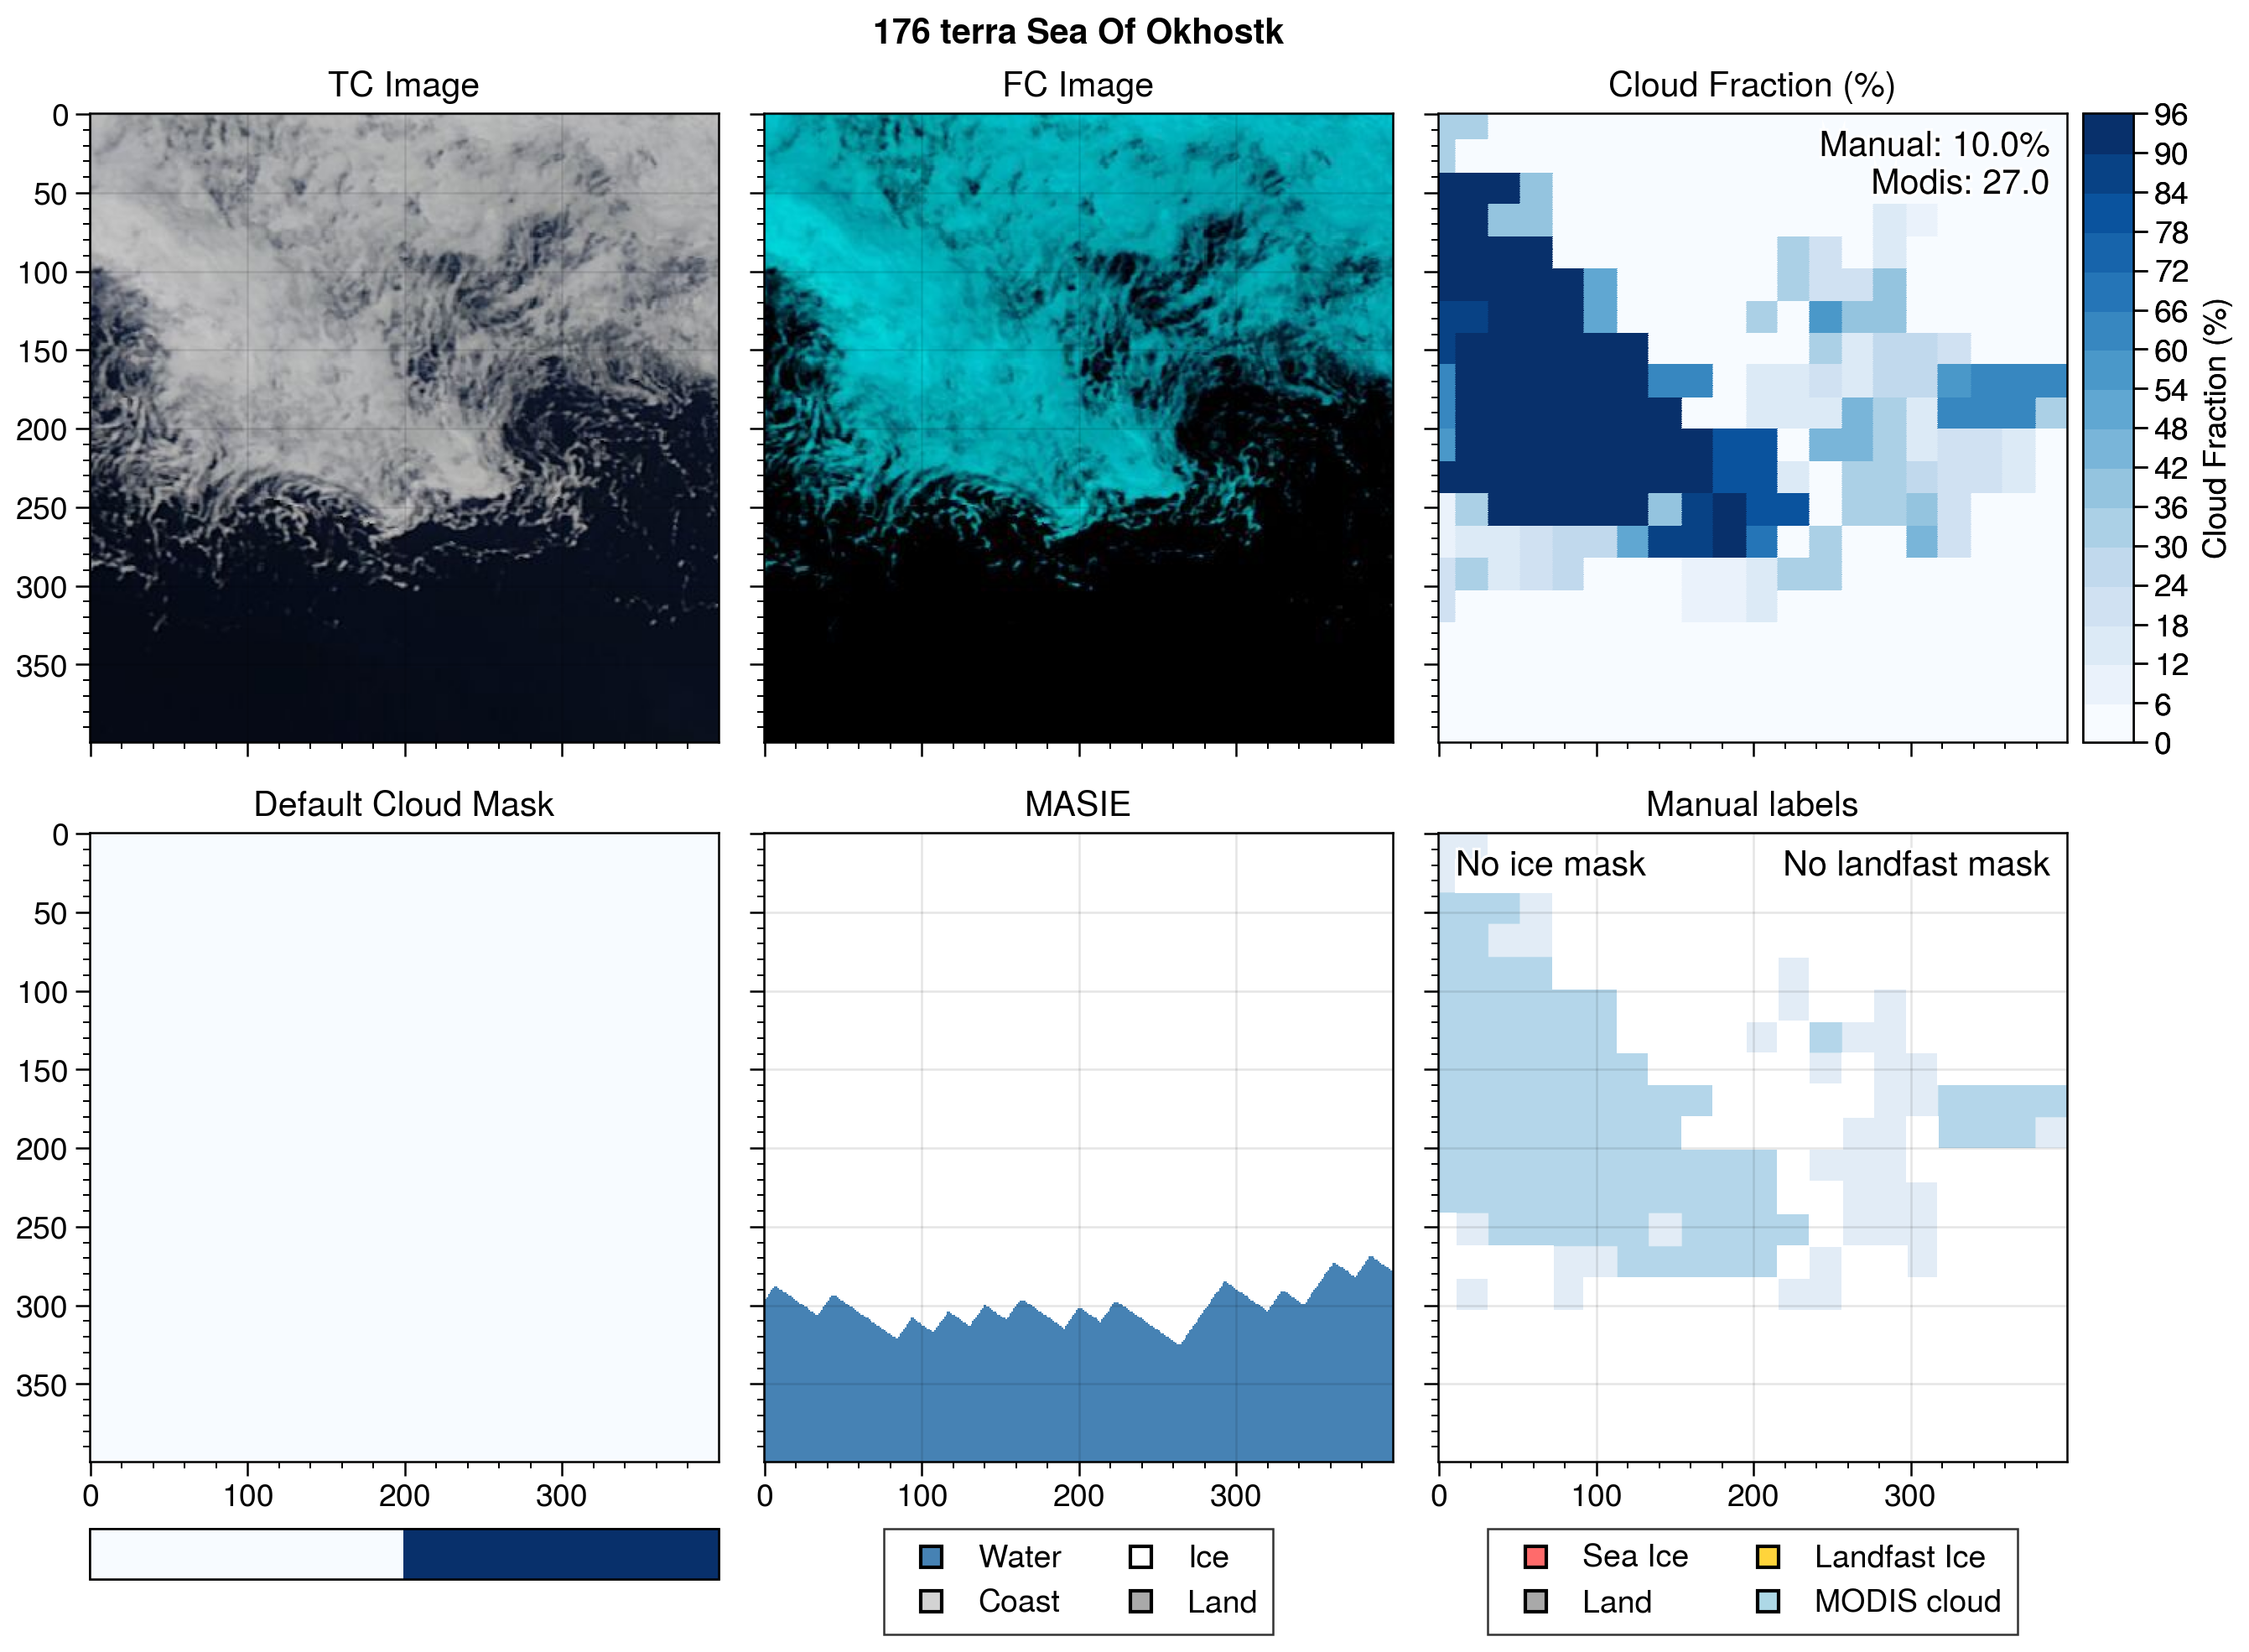 176 terra Sea Of Okhostk
TC Image
FC Image
Cloud Fraction (%)
0
50
100
150
200
250
300
350
Manual: 10.0%
Modis: 27.0
96
90
84
78
72
66
60
54
48
42
36
30
24
18
12
6
0
Cloud Fraction (%)
Default Cloud Mask
MASIE
Manual labels
0
50
100
150
200
250
300
350
No ice mask
No landfast mask
0
100
200
300
0
100
200
300
0
100
200
300
Water
Ice
Coast
Land
Sea Ice
Landfast Ice
Land
MODIS cloud